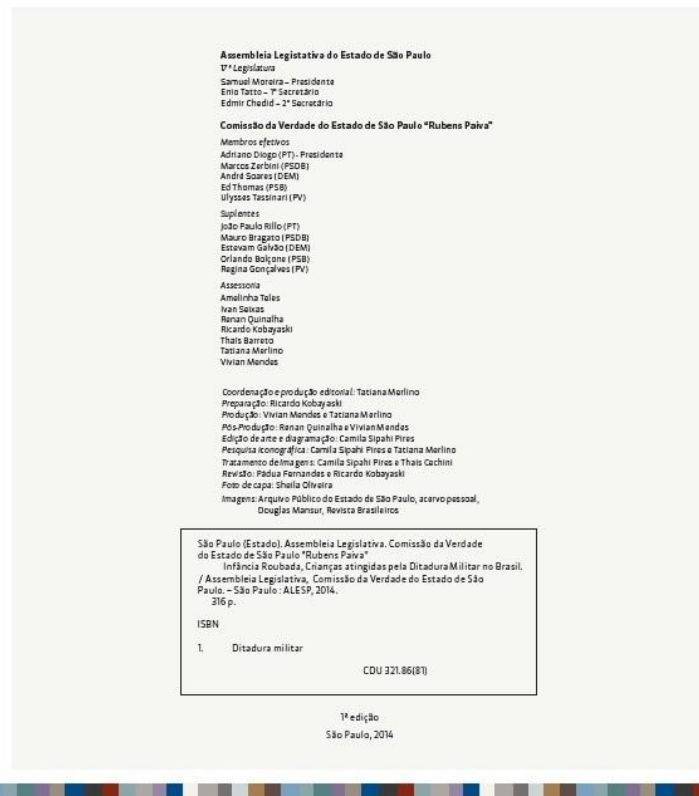 Assembleia Legislativa do Estado de São Paulo
17ª Legislatura
Samuel Moreira – Presidente
Enio Tatto – 1º Secretário
Edmir Chedid – 2º Secretário
Comissão da Verdade do Estado de São Paulo “Rubens Paiva”
Membros efetivos
Adriano Diogo (PT) - Presidente
Marcos Zerbini (PSDB)
André Soares (DEM)
Ed Thomas (PSB)
Ulysses Tassinari (PV)
Suplentes
João Paulo Rillo (PT)
Mauro Bragato (PSDB)
Estevam Galvão (DEM)
Orlando Bolçone (PSB)
Regina Gonçalves (PV)
Assessoria
Amelinha Teles
Ivan Seixas
Renan Quinalha
Ricardo Kobayaski
Thais Barreto
Tatiana Merlino
Vivian Mendes
Coordenação e produção editorial: Tatiana Merlino
Preparação: Ricardo Kobayaski
Produção: Vivian Mendes e Tatiana Merlino
Pós-Produção: Renan Quinalha e Vivian Mendes
Edição de arte e diagramação: Camila Sipahi Pires
Pesquisa iconográfica: Camila Sipahi Pires e Tatiana Merlino
Tratamento de Imagens: Camila Sipahi Pires e Thais Cechini
Revisão: Pádua Fernandes e Ricardo Kobayaski
Foto de capa: Sheila Oliveira
Imagens: Arquivo Público do Estado de São Paulo, acervo pessoal,
Douglas Mansur, Revista Brasileiros
São Paulo (Estado). Assembleia Legislativa. Comissão da Verdade
do Estado de São Paulo "Rubens Paiva"
Infância Roubada, Crianças atingidas pela Ditadura Militar no Brasil.
/ Assembleia Legislativa, Comissão da Verdade do Estado de São
Paulo. – São Paulo : ALESP, 2014.
316 p.
ISBN
1. Ditadura militar
CDU 321.86(81)
1ª edição
São Paulo, 2014